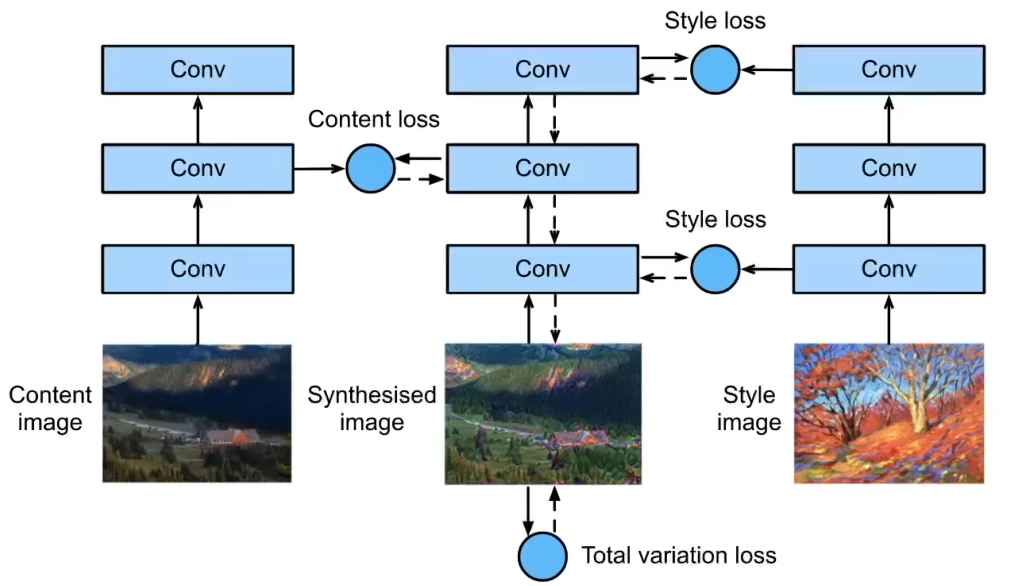 Style loss
Conv
Conv
Conv
Content loss
Conv
Conv
Conv
Style loss
Conv
Conv
Conv
Content
image
Synthesised
image
Style
image
Total variation loss